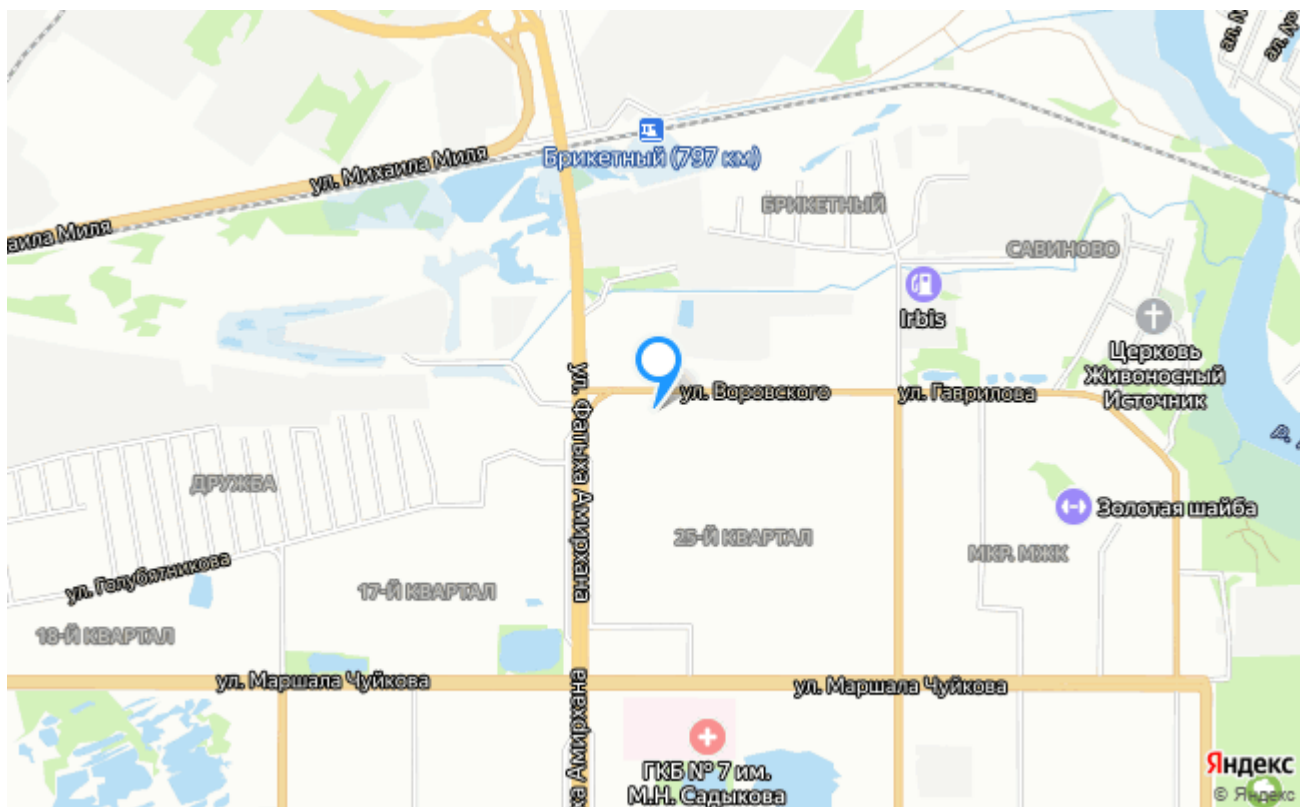 ул. Михаила Миля
аила Миля
Брикетный (797 км)
БРИКЕТНЫЙ
САВИНОВО
Irbis
Церковь
Живоносный
Источник
ул. Воровского
ул. Гаврилова
ул. Фатыха Амирхана
ДРУЖБА
Золотая шайба
25-Й КВАРТАЛ
МКР. МЖК
ул. Голубятникова
17-Й КВАРТАЛ
18-Й КВАРТАЛ
ул. Маршала Чуйкова
ул. Маршала Чуйкова
ха Амирхане
ГКБ № 7 им.
М.Н. Садыкова
Яндекс
© Яндекс